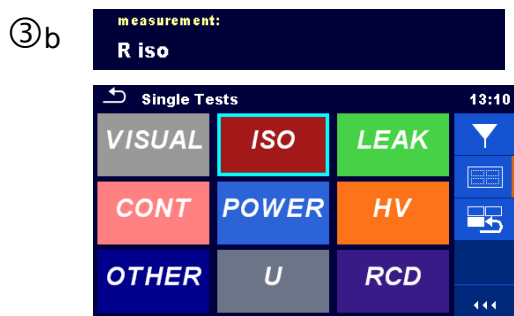 ③b
measurement:
R iso
Single Tests 13:10
VISUAL ISO LEAK
CONT POWER HV
OTHER U RCD